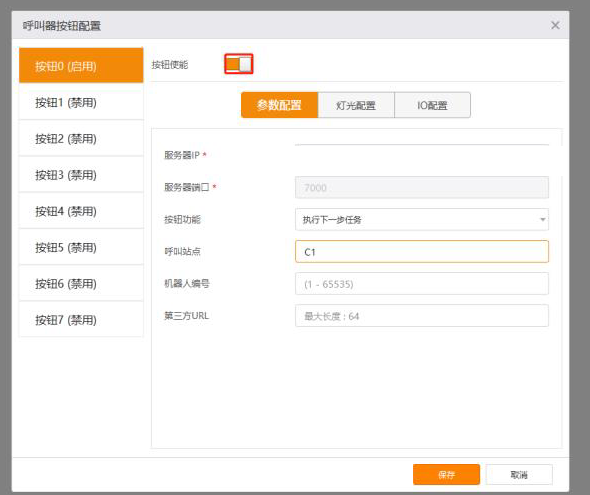 呼叫器按钮配置
按钮0 (启用)
按钮使能
按钮1 (禁用)
参数配置 灯光配置 IO配置
按钮2 (禁用)
服务器IP *
按钮3 (禁用)
服务器端口 * 7000
按钮4 (禁用)
按钮功能 执行下一步任务
按钮5 (禁用)
呼叫站点 C1
按钮6 (禁用)
机器人编号 (1 - 65535)
按钮7 (禁用)
第三方URL 最大长度 : 64
保存 取消